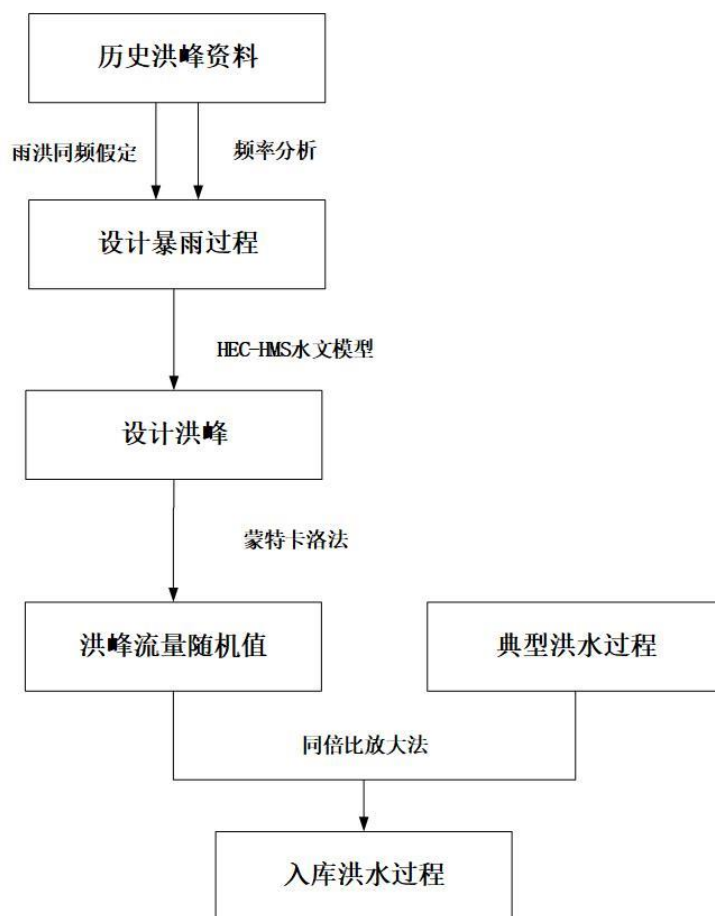 历史洪峰资料
雨洪同频假定
频率分析
设计暴雨过程
HEC-HMS水文模型
设计洪峰
蒙特卡洛法
洪峰流量随机值
典型洪水过程
同倍比放大法
入库洪水过程